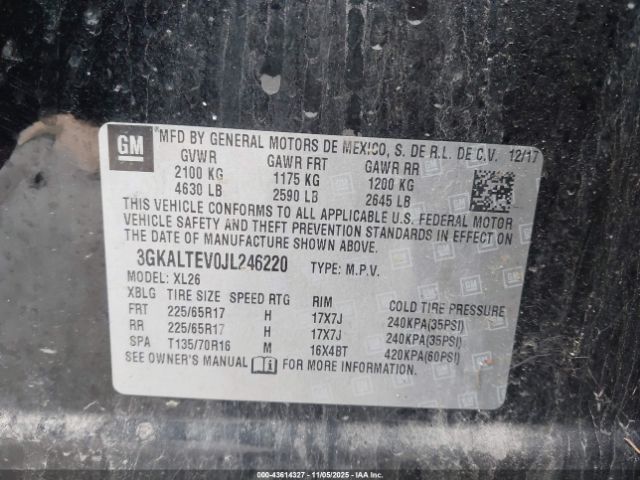 GM
®MFD BY GENERAL MOTORS DE MEXICO, S. DE R.L. DE C.V. 12/17
GVWR GAWR FRT GAWR RR
2100 KG 1175 KG 1200 KG
4630 LB 2590 LB 2645 LB
THIS VEHICLE CONFORMS TO ALL APPLICABLE U.S. FEDERAL MOTOR
VEHICLE SAFETY AND THEFT PREVENTION STANDARDS IN EFFECT ON
THE DATE OF MANUFACTURE SHOWN ABOVE.
3GKALTEV0JL246220 TYPE: M.P.V.
MODEL: XL26
XBLG TIRE SIZE SPEED RTG RIM COLD TIRE PRESSURE
FRT 225/65R17 H 17X7J 240KPA(35PSI)
RR 225/65R17 H 17X7J 240KPA(35PSI)
SPA T135/70R16 M 16X4BT 420KPA(60PSI)
SEE OWNER'S MANUAL FOR MORE INFORMATION.
000-43614327 - 11/05/2025 - IAAI.COM